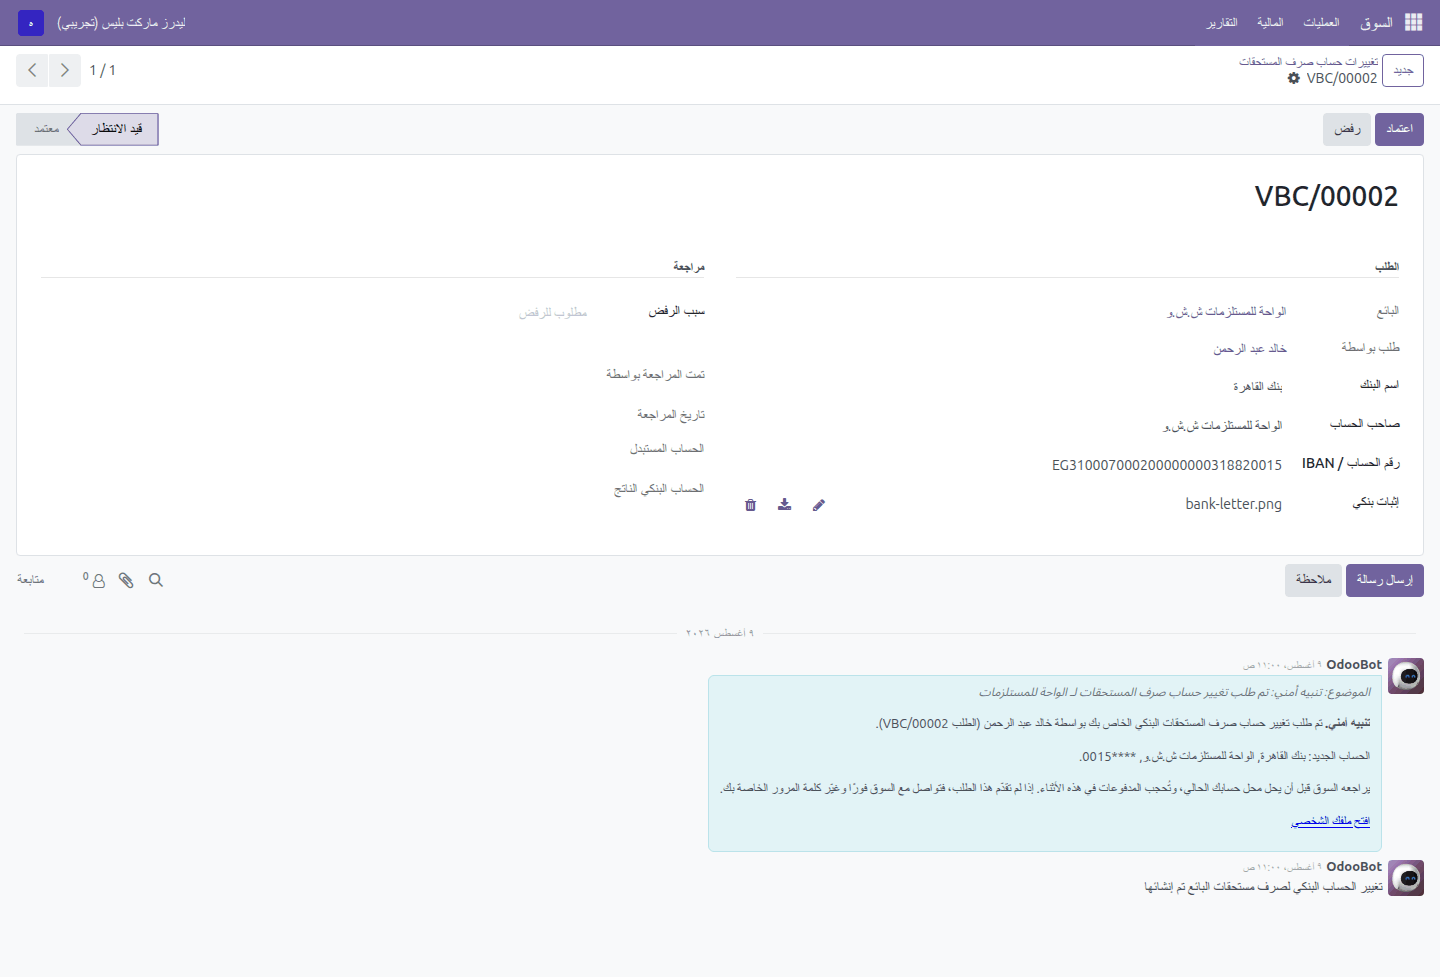 السوق
العمليات
المالية
التقارير
ليدرز ماركت بليس (تجريبي)
ه
جديد
تغييرات حساب صرف المستحقات
VBC/00002
1 / 1
اعتماد
رفض
قيد الانتظار
معتمد
VBC/00002
الطلب
البائع
الواحة للمستلزمات ش.ش.و
طلب بواسطة
خالد عبد الرحمن
اسم البنك
بنك القاهرة
صاحب الحساب
الواحة للمستلزمات ش.ش.و
رقم الحساب / IBAN
EG310007000200000000318820015
إثبات بنكي
bank-letter.png
مراجعة
سبب الرفض
مطلوب للرفض
تمت المراجعة بواسطة
تاريخ المراجعة
الحساب المستبدل
الحساب البنكي الناتج
إرسال رسالة
ملاحظة
0
متابعة
٩ أغسطس ٢٠٢٦
OdooBot ٩ أغسطس، ١١:٠٠ ص
الموضوع: تنبيه أمني: تم طلب تغيير حساب صرف المستحقات لـ الواحة للمستلزمات
تنبيه أمني. تم طلب تغيير حساب صرف المستحقات البنكي الخاص بك بواسطة خالد عبد الرحمن (الطلب VBC/00002).
الحساب الجديد: بنك القاهرة, الواحة للمستلزمات ش.ش.و, ****0015.
يراجعه السوق قبل أن يحل محل حسابك الحالي، وتُحجب المدفوعات في هذه الأثناء. إذا لم تقدّم هذا الطلب، فتواصل مع السوق فورًا وغيّر كلمة المرور الخاصة بك.
افتح ملفك الشخصي
OdooBot ٩ أغسطس، ١١:٠٠ ص
تغيير الحساب البنكي لصرف مستحقات البائع تم إنشائها